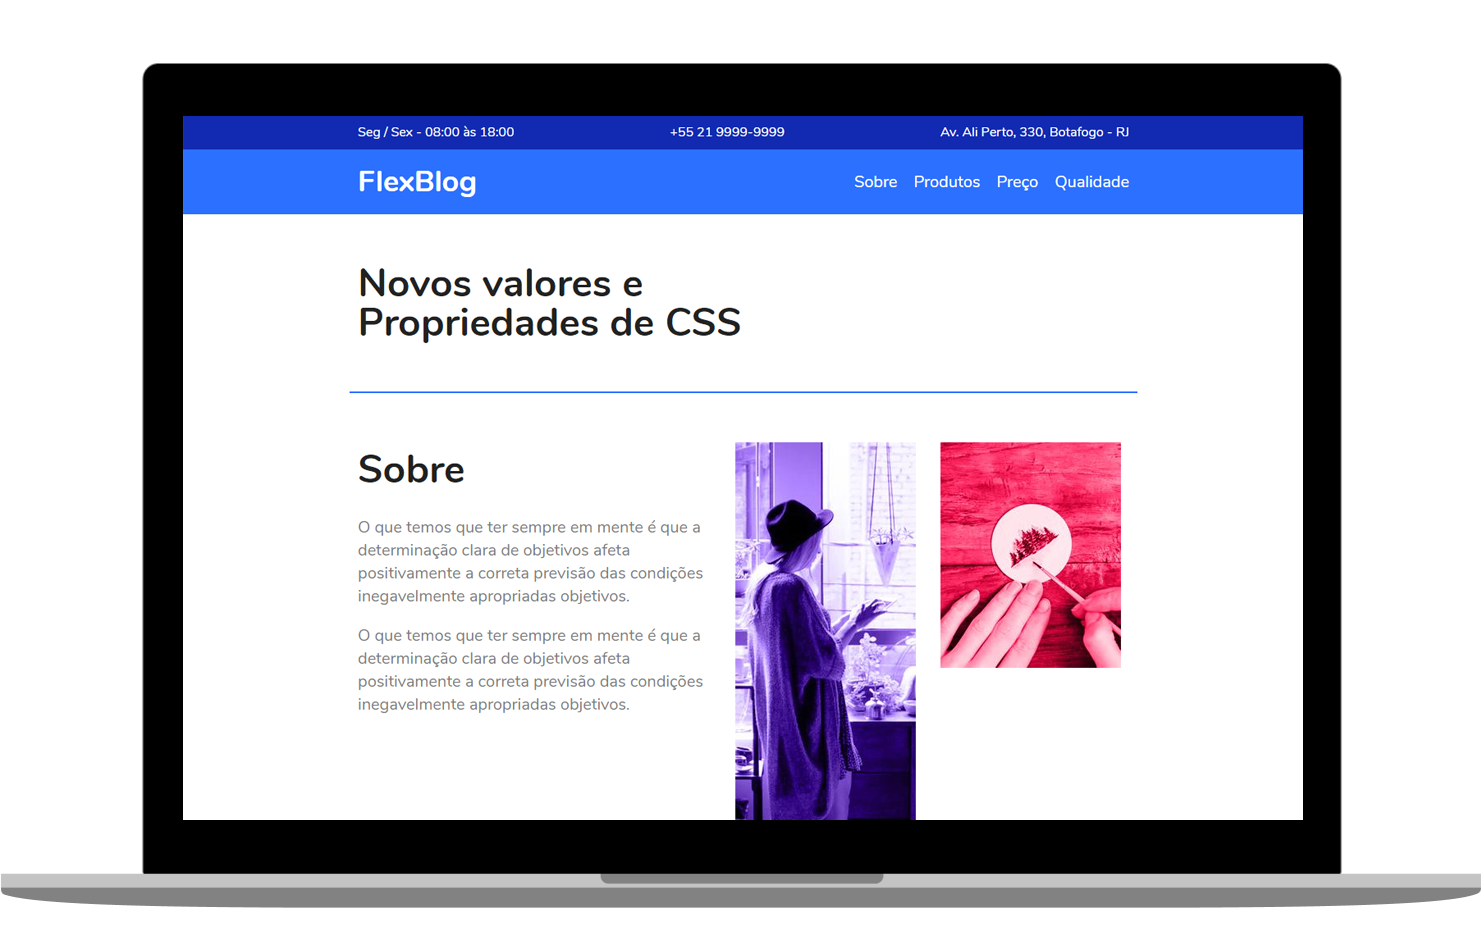 Seg / Sex - 08:00 às 18:00
+55 21 9999-9999
Av. Ali Perto, 330, Botafogo - RJ
FlexBlog
Sobre
Produtos
Preço
Qualidade
Novos valores e
Propriedades de CSS
Sobre
O que temos que ter sempre em mente é que a
determinação clara de objetivos afeta
positivamente a correta previsão das condições
inegavelmente apropriadas objetivos.
O que temos que ter sempre em mente é que a
determinação clara de objetivos afeta
positivamente a correta previsão das condições
inegavelmente apropriadas objetivos.